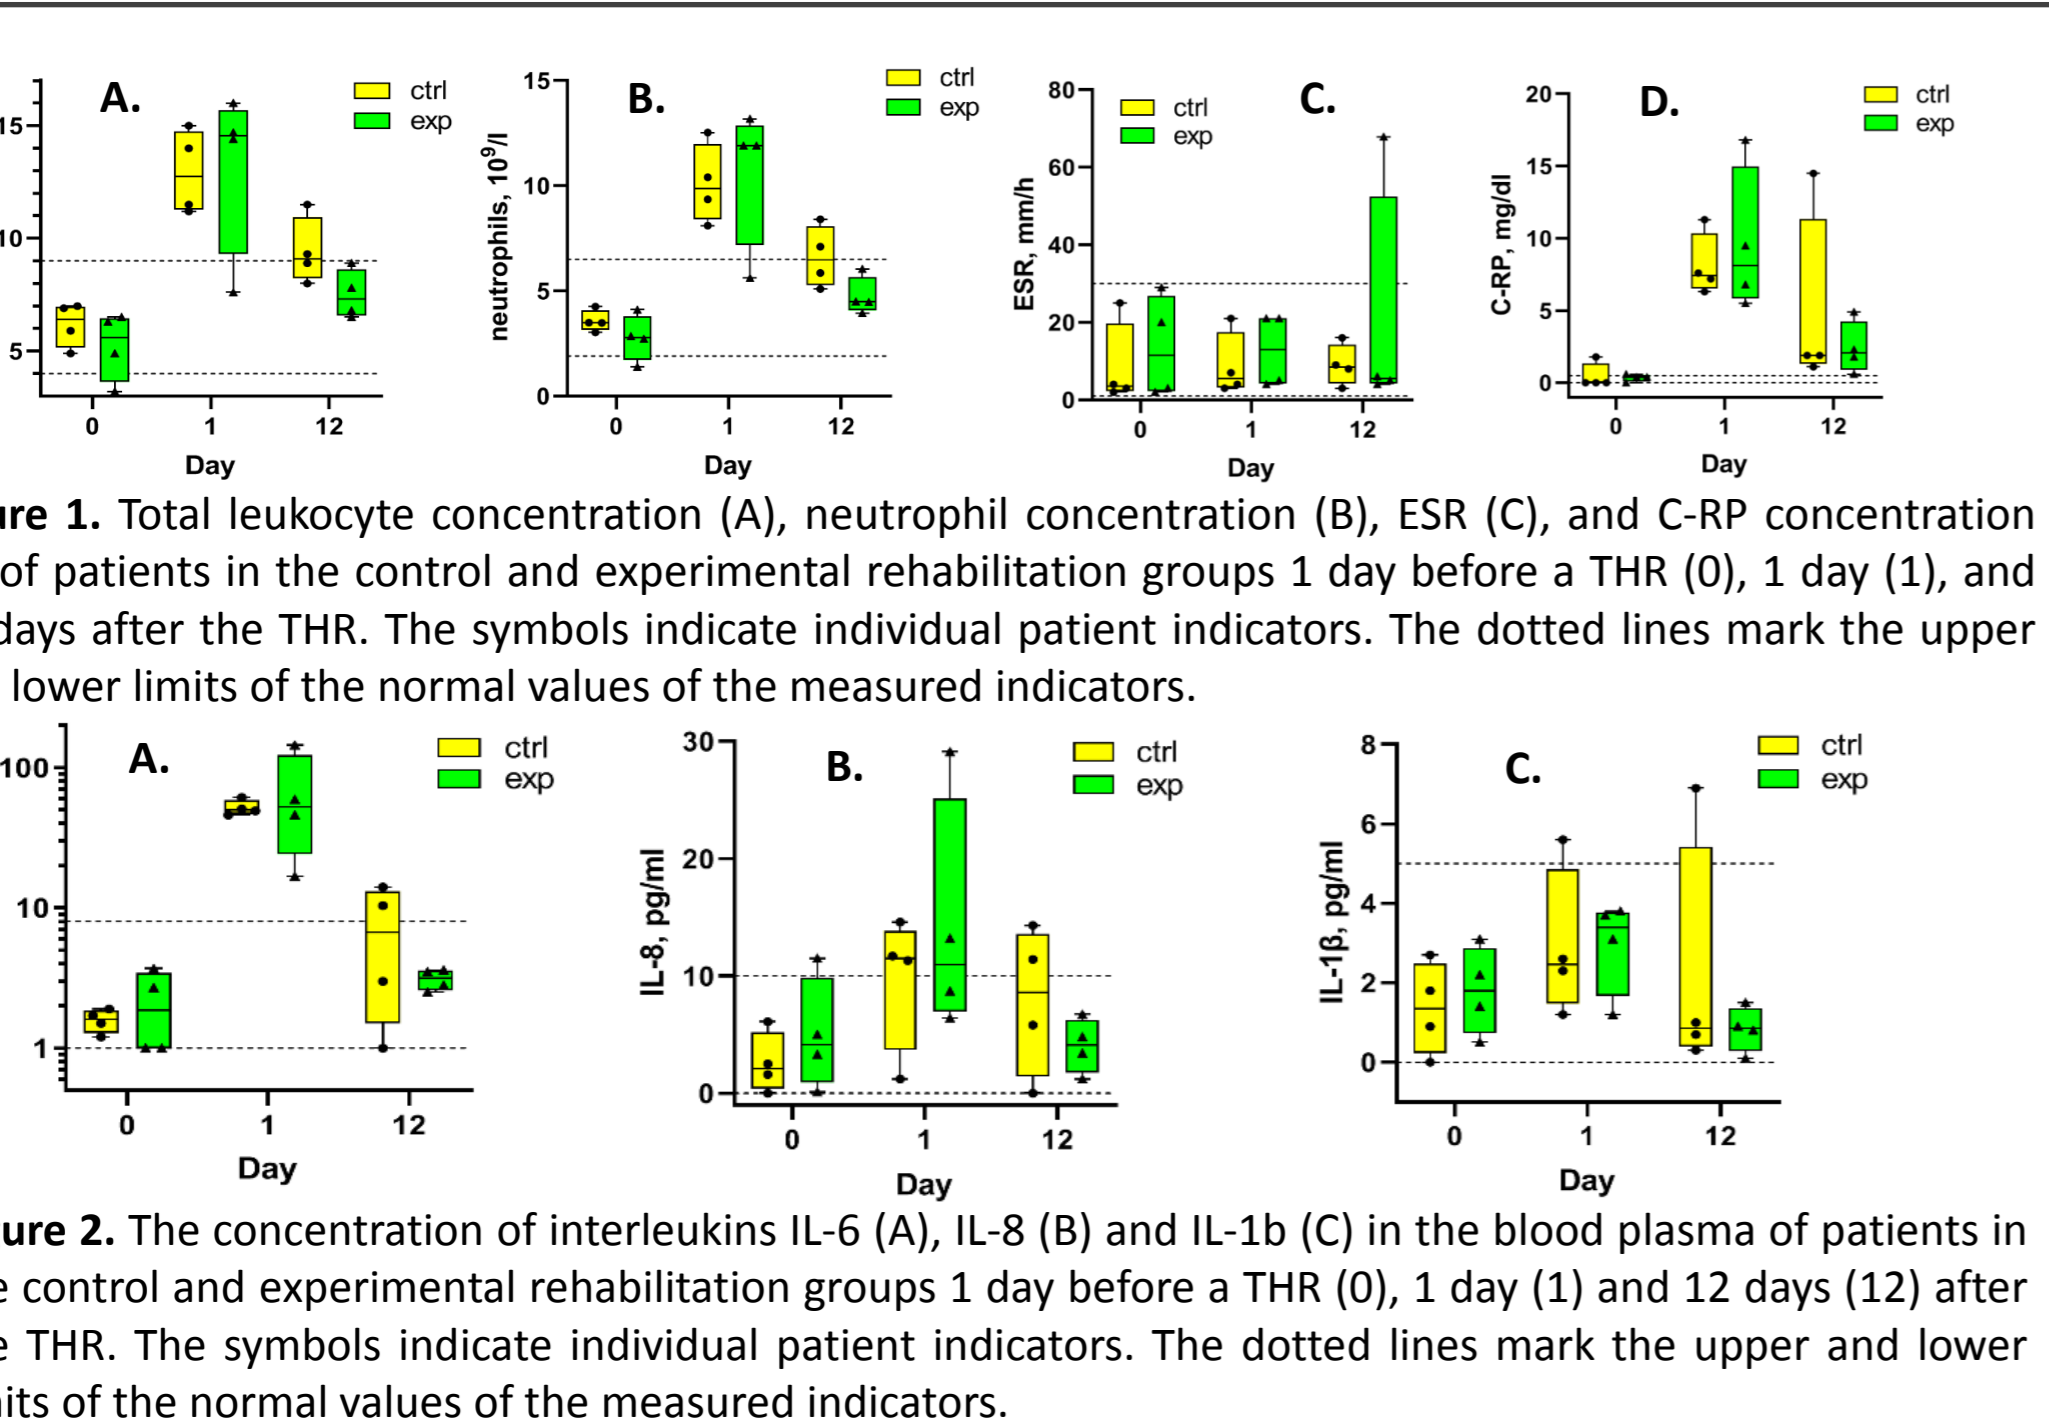 A.
ctrl
exp
15
10
5
0 1 12
Day
B.
ctrl
exp
neutrophils, 10⁹/l
15
10
5
0
0 1 12
Day
C.
ctrl
exp
ESR, mm/h
80
60
40
20
0
0 1 12
Day
D.
ctrl
exp
C-RP, mg/dl
20
15
10
5
0
0 1 12
Day
ure 1. Total leukocyte concentration (A), neutrophil concentration (B), ESR (C), and C-RP concentration
of patients in the control and experimental rehabilitation groups 1 day before a THR (0), 1 day (1), and
days after the THR. The symbols indicate individual patient indicators. The dotted lines mark the upper
lower limits of the normal values of the measured indicators.
A.
ctrl
exp
100
10
1
0 1 12
Day
B.
ctrl
exp
IL-8, pg/ml
30
20
10
0
0 1 12
Day
C.
ctrl
exp
IL-1β, pg/ml
8
6
4
2
0
0 1 12
Day
ure 2. The concentration of interleukins IL-6 (A), IL-8 (B) and IL-1b (C) in the blood plasma of patients in
e control and experimental rehabilitation groups 1 day before a THR (0), 1 day (1) and 12 days (12) after
e THR. The symbols indicate individual patient indicators. The dotted lines mark the upper and lower
its of the normal values of the measured indicators.